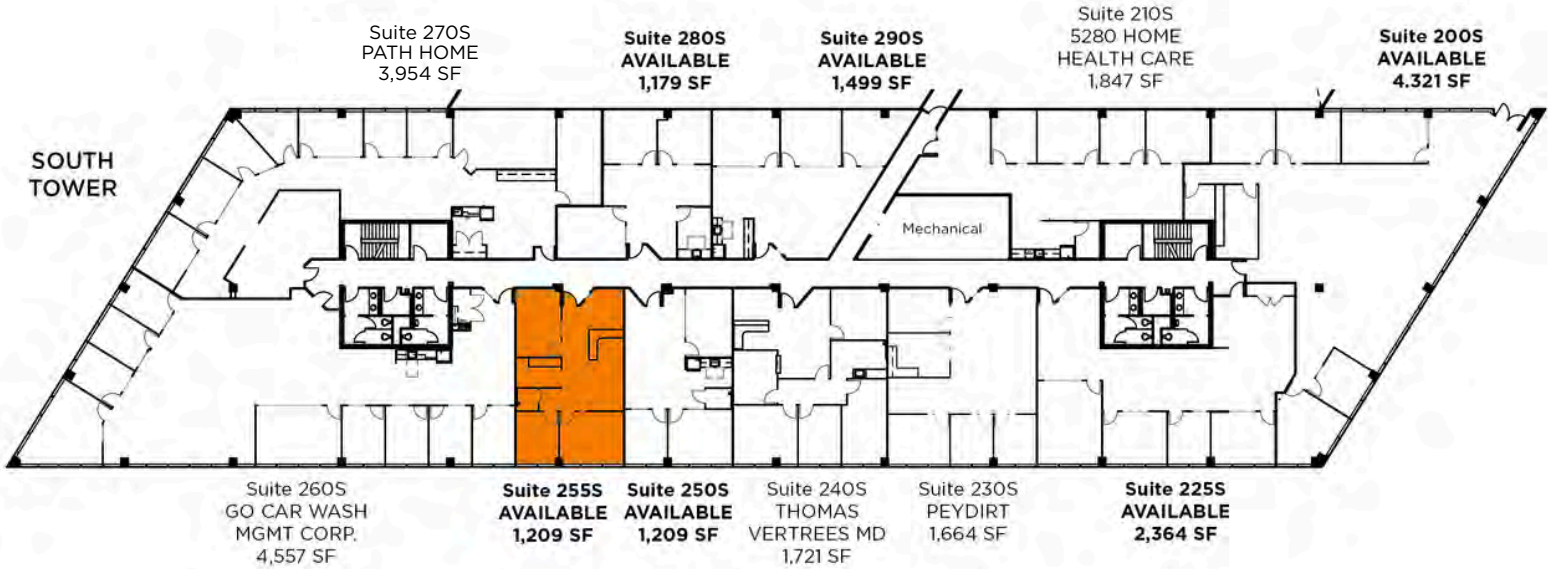 Suite 270S
PATH HOME
3,954 SF
Suite 280S
AVAILABLE
1,179 SF
Suite 290S
AVAILABLE
1,499 SF
Suite 210S
5280 HOME
HEALTH CARE
1,847 SF
Suite 200S
AVAILABLE
4.321 SF
SOUTH
TOWER
Mechanical
Suite 260S
GO CAR WASH
MGMT CORP.
4,557 SF
Suite 255S
AVAILABLE
1,209 SF
Suite 250S
AVAILABLE
1,209 SF
Suite 240S
THOMAS
VERTREES MD
1,721 SF
Suite 230S
PEYDIRT
1,664 SF
Suite 225S
AVAILABLE
2,364 SF